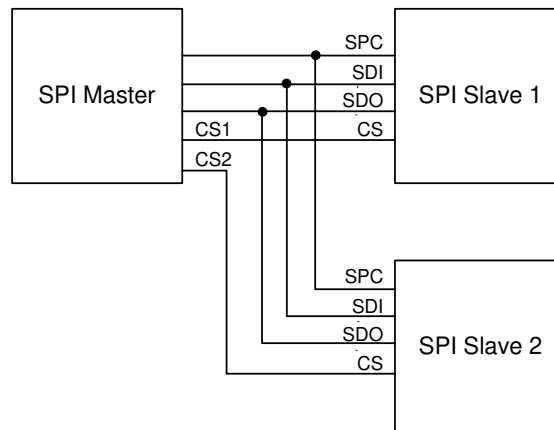 SPI Master
CS1
CS2
SPC
SDI
SDO
CS
SPI Slave 1
SPC
SDI
SDO
CS
SPI Slave 2